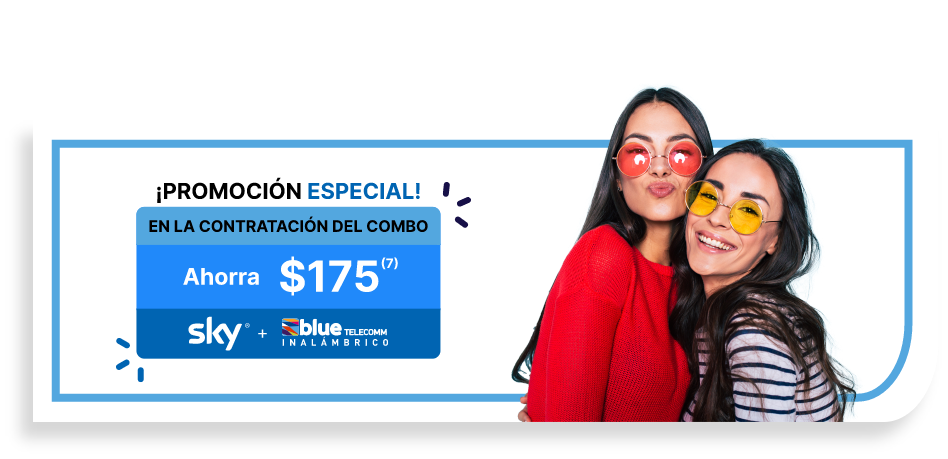 ¡PROMOCIÓN ESPECIAL!
EN LA CONTRATACIÓN DEL COMBO
Ahorra $175(7)
sky® + blue TELECOMM
INALÁMBRICO